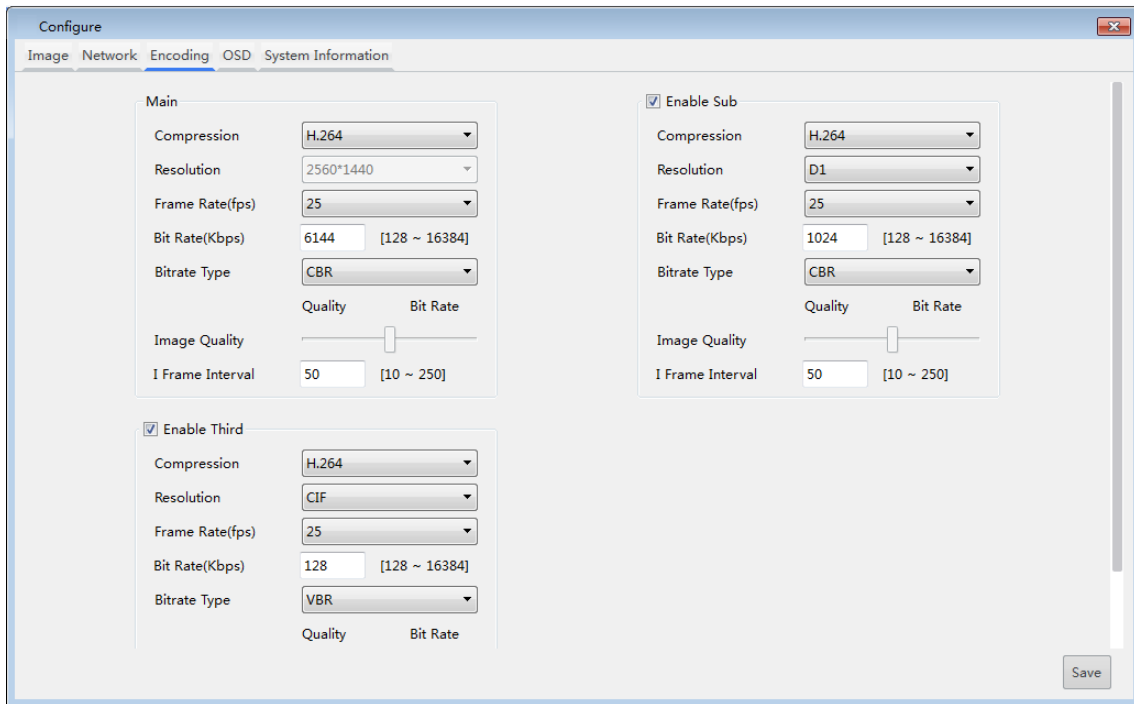 Configure
Image Network Encoding OSD System Information
Main
Compression H.264
Resolution 2560*1440
Frame Rate(fps) 25
Bit Rate(Kbps) 6144 [128 ~ 16384]
Bitrate Type CBR
Quality Bit Rate
Image Quality
I Frame Interval 50 [10 ~ 250]
Enable Sub
Compression H.264
Resolution D1
Frame Rate(fps) 25
Bit Rate(Kbps) 1024 [128 ~ 16384]
Bitrate Type CBR
Quality Bit Rate
Image Quality
I Frame Interval 50 [10 ~ 250]
Enable Third
Compression H.264
Resolution CIF
Frame Rate(fps) 25
Bit Rate(Kbps) 128 [128 ~ 16384]
Bitrate Type VBR
Quality Bit Rate
Save